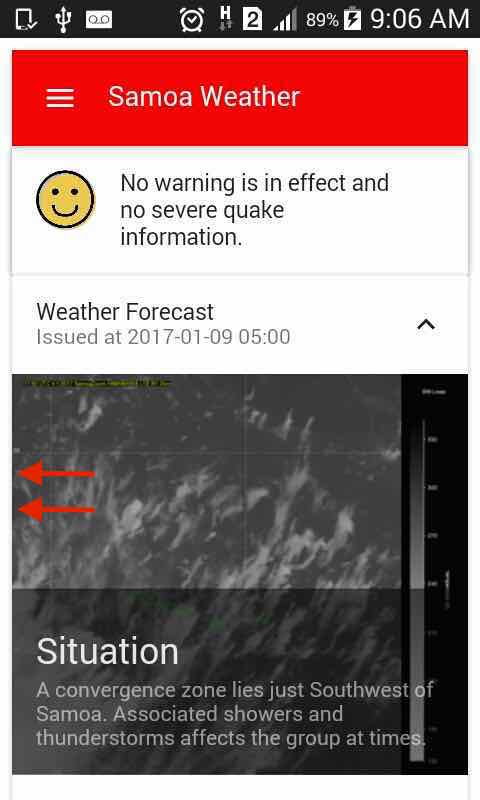 H
2
89%
9:06 AM
Samoa Weather
No warning is in effect and
no severe quake
information.
Weather Forecast
Issued at 2017-01-09 05:00
Situation
A convergence zone lies just Southwest of
Samoa. Associated showers and
thunderstorms affects the group at times.